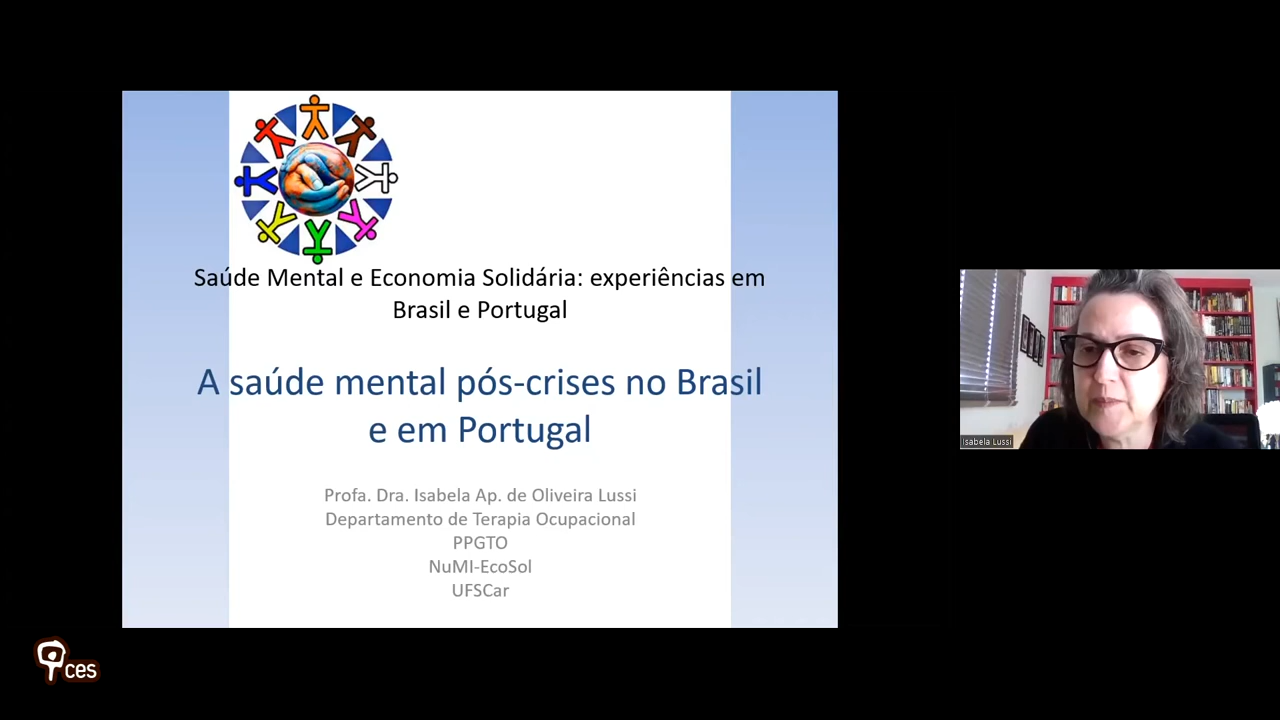 Saúde Mental e Economia Solidária: experiências em
Brasil e Portugal
A saúde mental pós-crises no Brasil
e em Portugal
Profa. Dra. Isabela Ap. de Oliveira Lussi
Departamento de Terapia Ocupacional
PPGTO
NuMI-EcoSol
UFSCar
Isabela Lussi
ces